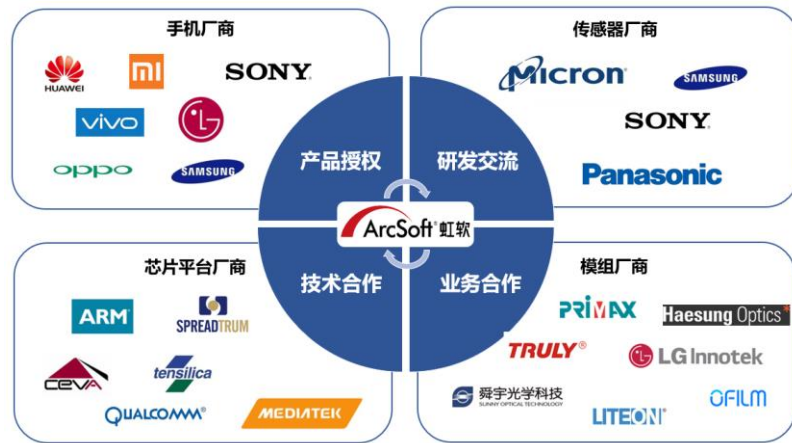 手机厂商
HUAWEI
MI
SONY
vivo
LG
oppo
SAMSUNG
传感器厂商
Micron
SAMSUNG
SONY
Panasonic
产品授权
研发交流
ArcSoft 虹软
技术合作
业务合作
芯片平台厂商
ARM
SPREADTRUM
CEVA
tensilica
QUALCOMM
MEDIATEK
模组厂商
PRIMAX
Haesung Optics
TRULY®
LG Innotek
舜宇光学科技
SUNNY OPTICAL TECHNOLOGY
LITEON
OFILM